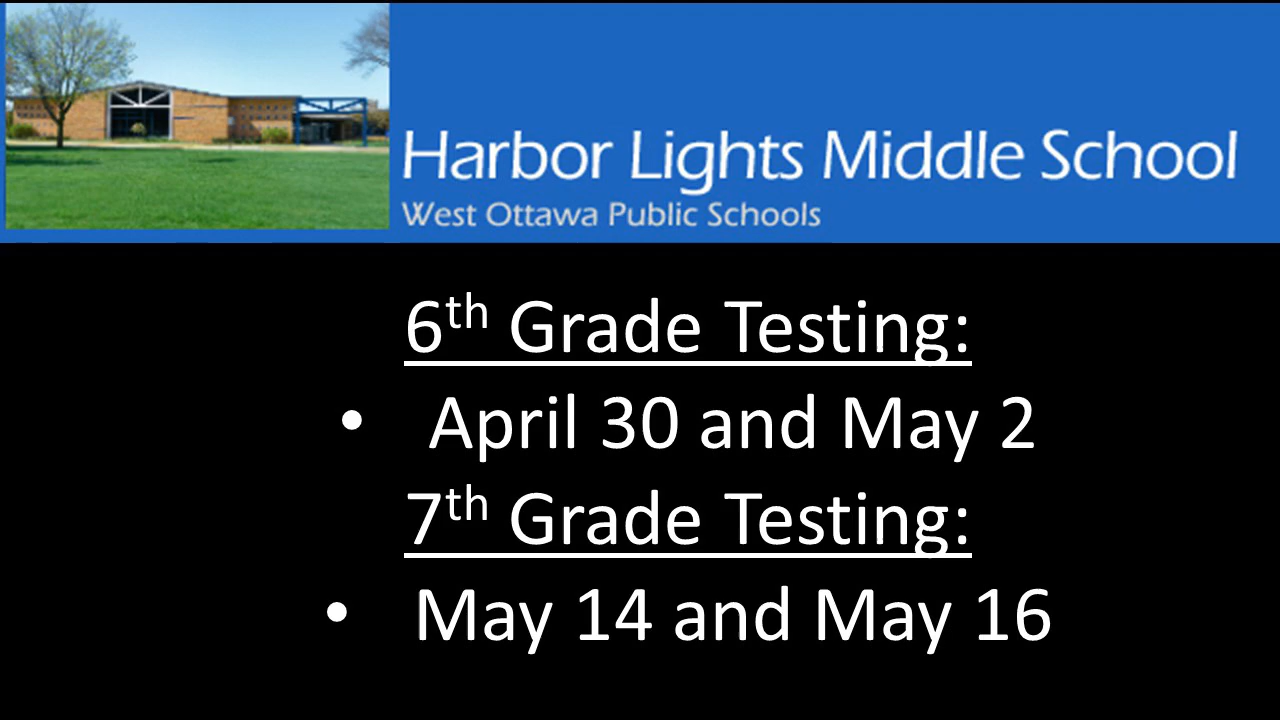 Harbor Lights Middle School
West Ottawa Public Schools
6th Grade Testing:
• April 30 and May 2
7th Grade Testing:
• May 14 and May 16